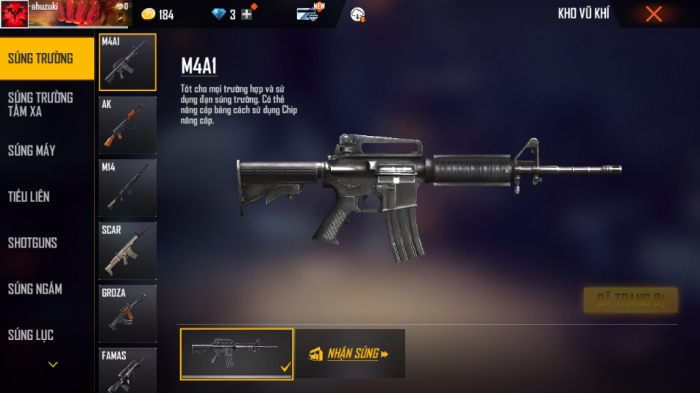 ahuzuki
0
184
3
NEW
KHO VŨ KHÍ
SÚNG TRƯỜNG
SÚNG TRƯỜNG
TẦM XA
SÚNG MÁY
TIỂU LIÊN
SHOTGUNS
SÚNG NGẮM
SÚNG LỤC
M4A1
AK
M14
SCAR
GROZA
FAMAS
M4A1
Tốt cho mọi trường hợp và sử
dụng đạn súng trường. Có thể
nâng cấp bằng cách sử dụng Chip
nâng cấp.
ĐÃ TRANG BỊ
NHẬN SÚNG